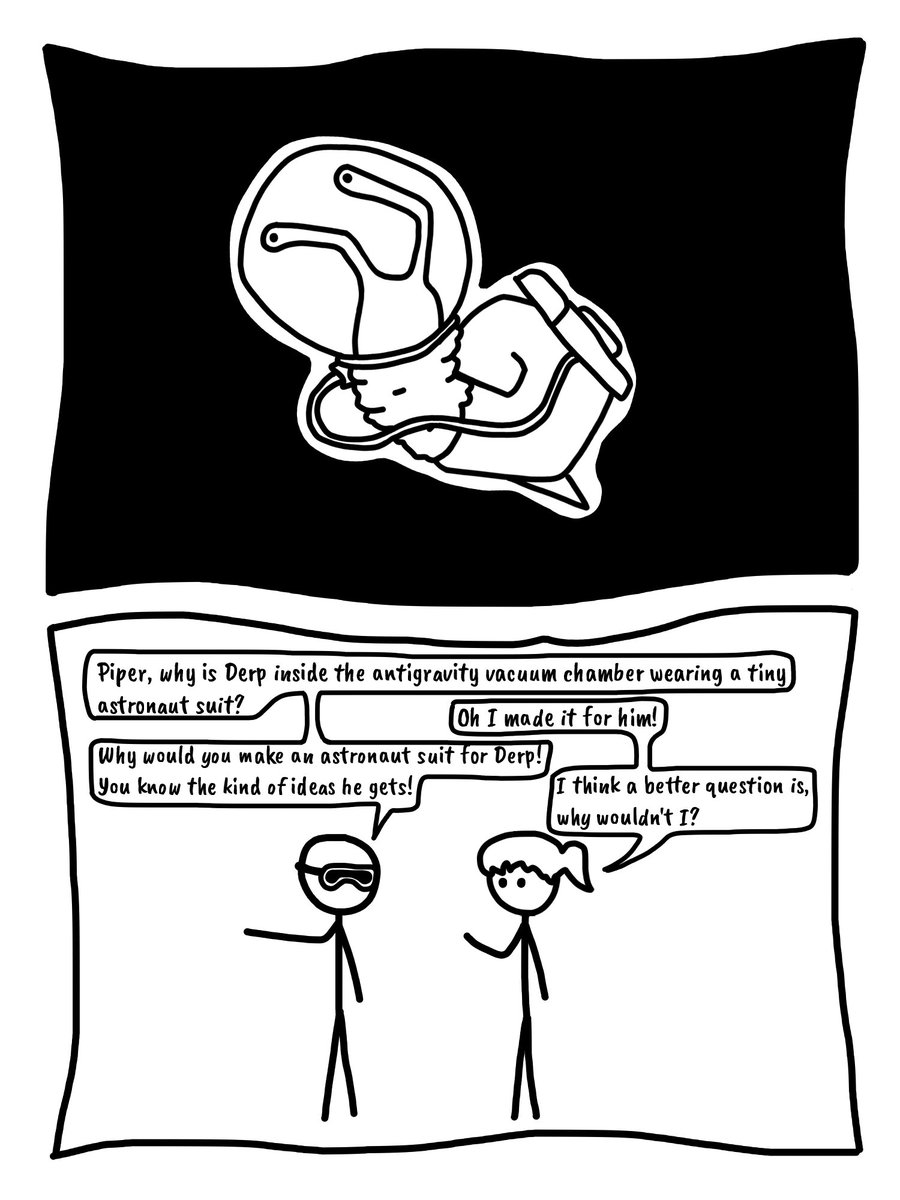 Piper, why is Derp inside the antigravity vacuum chamber wearing a tiny
astronaut suit?
Oh I made it for him!
Why would you make an astronaut suit for Derp!
You know the kind of ideas he gets!
I think a better question is,
why wouldn't I?